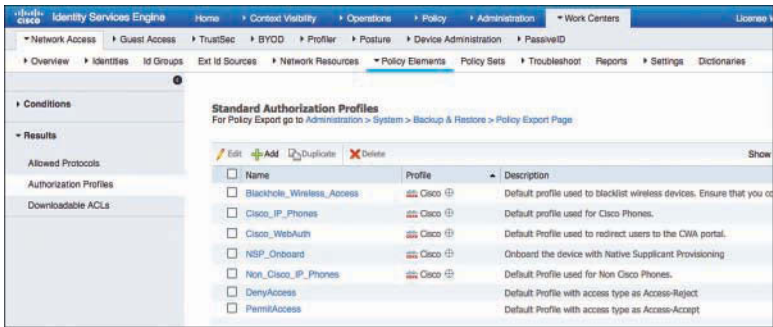 cisco Identity Services Engine Home Context Visibility Operations Policy Administration Work Centers License
Network Access Guest Access TrustSec BYOD Profiler Posture Device Administration PassiveID
Overview Identities Id Groups Ext Id Sources Network Resources Policy Elements Policy Sets Troubleshoot Reports Settings Dictionaries
Conditions
Results
Allowed Protocols
Authorization Profiles
Downloadable ACLs
Standard Authorization Profiles
For Policy Export go to Administration > System > Backup & Restore > Policy Export Page
Edit Add Duplicate Delete Show
Name Profile Description
Blackhole_Wireless_Access Cisco Default profile used to blacklist wireless devices. Ensure that you co
Cisco_IP_Phones Cisco Default profile used for Cisco Phones.
Cisco_WebAuth Cisco Default Profile used to redirect users to the CWA portal.
NSP_Onboard Cisco Onboard the device with Native Supplicant Provisioning
Non_Cisco_IP_Phones Cisco Default Profile used for Non Cisco Phones.
DenyAccess Default Profile with access type as Access-Reject
PermitAccess Default Profile with access type as Access-Accept